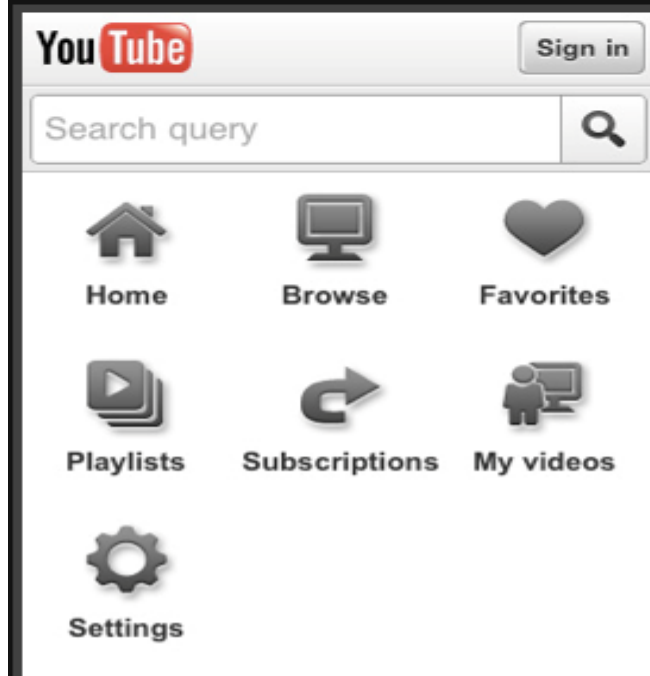 YouTube Sign in
Search query
Home Browse Favorites
Playlists Subscriptions My videos
Settings